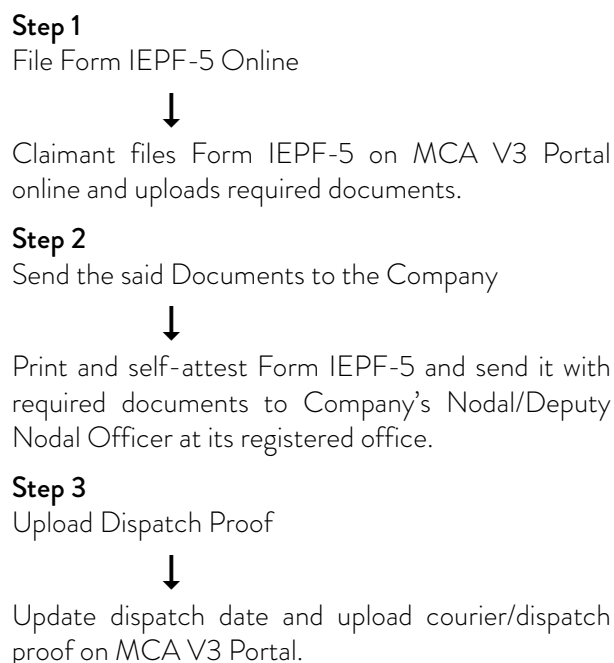 Step 1
File Form IEPF-5 Online
Claimant files Form IEPF-5 on MCA V3 Portal
online and uploads required documents.
Step 2
Send the said Documents to the Company
Print and self-attest Form IEPF-5 and send it with
required documents to Company's Nodal/Deputy
Nodal Officer at its registered office.
Step 3
Upload Dispatch Proof
Update dispatch date and upload courier/dispatch
proof on MCA V3 Portal.